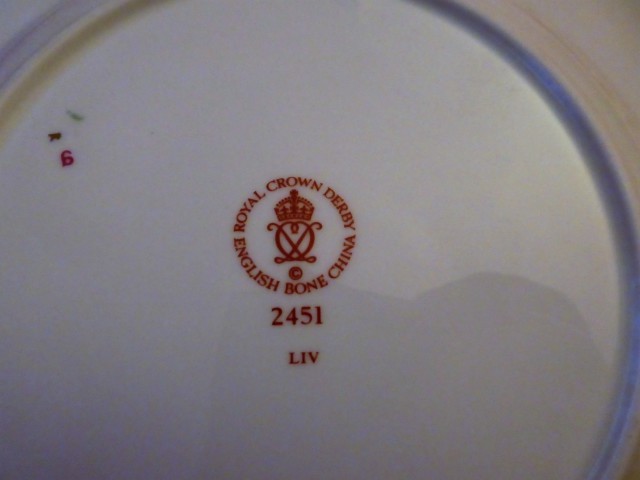 ROYAL CROWN DERBY
ENGLISH BONE CHINA
©
2451
LIV